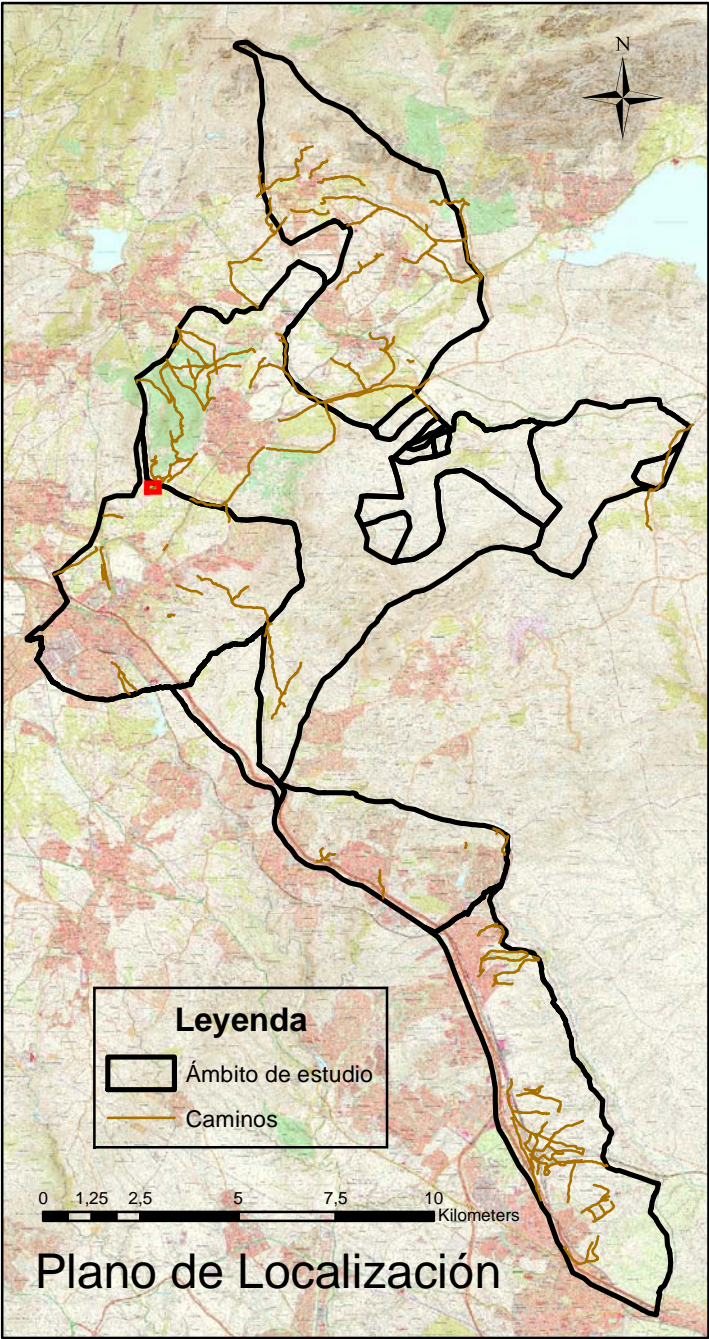 N
Leyenda
Ámbito de estudio
Caminos
0 1,25 2,5 5 7,5 10
Kilometers
Plano de Localización